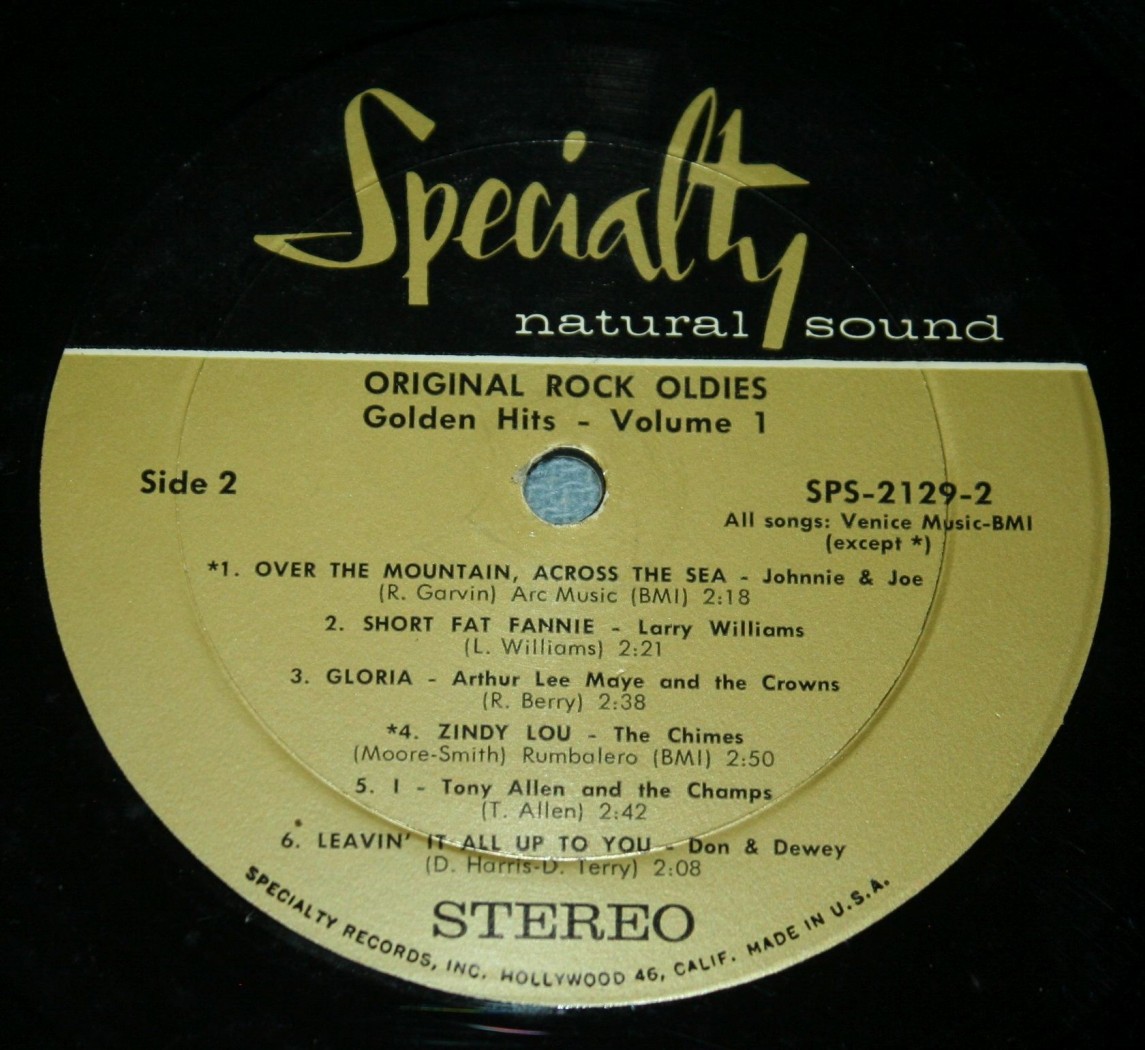 Specialty
natural sound
ORIGINAL ROCK OLDIES
Golden Hits - Volume 1
Side 2
SPS-2129-2
All songs: Venice Music-BMI
(except *)
*1. OVER THE MOUNTAIN, ACROSS THE SEA - Johnnie & Joe
(R. Garvin) Arc Music (BMI) 2:18
2. SHORT FAT FANNIE - Larry Williams
(L. Williams) 2:21
3. GLORIA - Arthur Lee Maye and the Crowns
(R. Berry) 2:38
*4. ZINDY LOU - The Chimes
(Moore-Smith) Rumbalero (BMI) 2:50
5. I - Tony Allen and the Champs
(T. Allen) 2:42
6. LEAVIN' IT ALL UP TO YOU - Don & Dewey
(D. Harris-D. Terry) 2:08
STEREO
SPECIALTY RECORDS, INC. HOLLYWOOD 46, CALIF. MADE IN U.S.A.